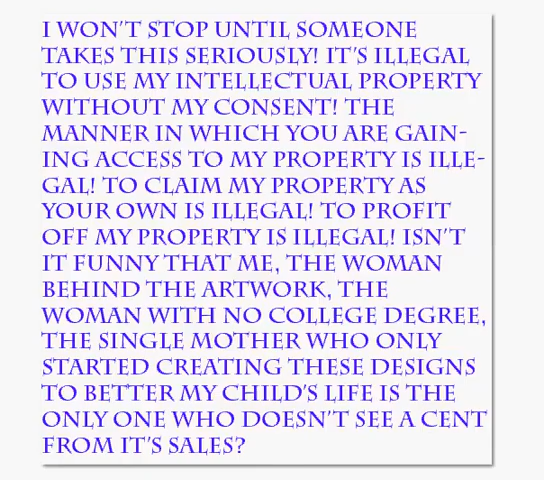 I WON'T STOP UNTIL SOMEONE
TAKES THIS SERIOUSLY! IT'S ILLEGAL
TO USE MY INTELLECTUAL PROPERTY
WITHOUT MY CONSENT! THE
MANNER IN WHICH YOU ARE GAIN-
ING ACCESS TO MY PROPERTY IS ILLE-
GAL! TO CLAIM MY PROPERTY AS
YOUR OWN IS ILLEGAL! TO PROFIT
OFF MY PROPERTY IS ILLEGAL! ISN'T
IT FUNNY THAT ME, THE WOMAN
BEHIND THE ARTWORK, THE
WOMAN WITH NO COLLEGE DEGREE,
THE SINGLE MOTHER WHO ONLY
STARTED CREATING THESE DESIGNS
TO BETTER MY CHILD'S LIFE IS THE
ONLY ONE WHO DOESN'T SEE A CENT
FROM IT'S SALES?